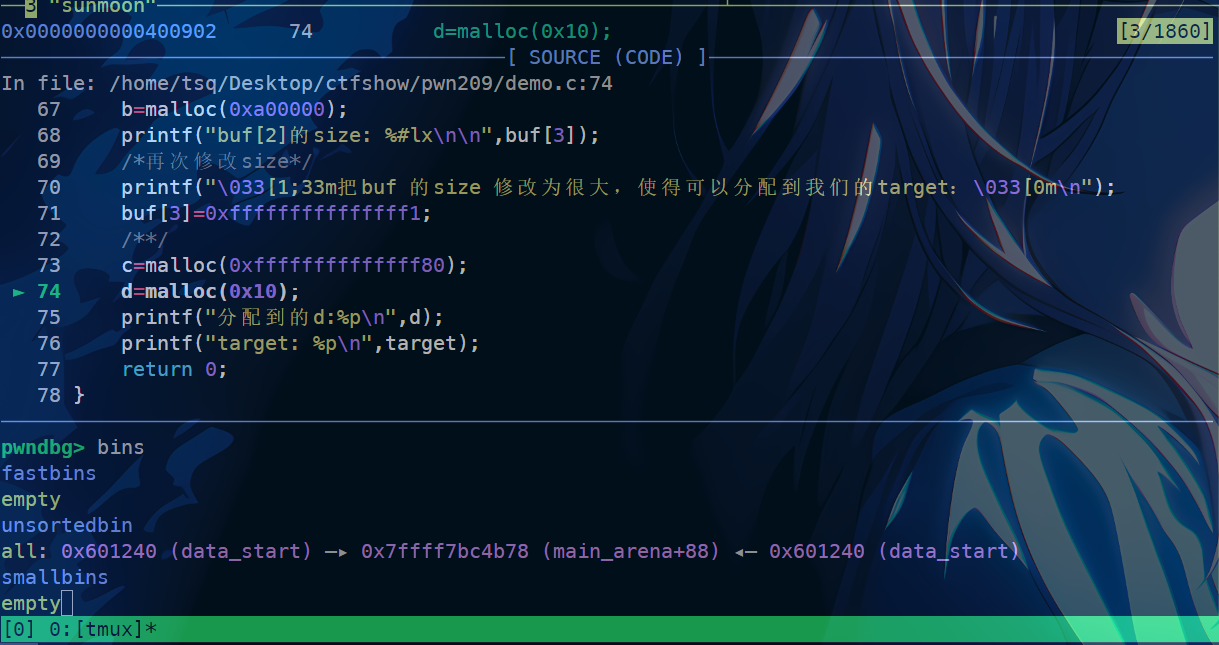 3 "sunmoon"
0x0000000000400902      74          d=malloc(0x10);
[3/1860]
[ SOURCE (CODE) ]
In file: /home/tsq/Desktop/ctfshow/pwn209/demo.c:74
67     b=malloc(0xa00000);
68     printf("buf[2]的size: %#lx\n\n",buf[3]);
69     /*再次修改size*/
70     printf("\033[1;33m把buf 的size 修改为很大，使得可以分配到我们的target：\033[0m\n");
71     buf[3]=0xfffffffffffffff1;
72     /**/
73     c=malloc(0xffffffffffffff80);
► 74     d=malloc(0x10);
75     printf("分配到的d:%p\n",d);
76     printf("target: %p\n",target);
77     return 0;
78 }
pwndbg> bins
fastbins
empty
unsortedbin
all: 0x601240 (data_start) —▸ 0x7ffff7bc4b78 (main_arena+88) ◂— 0x601240 (data_start)
smallbins
empty
[0] 0:[tmux]*